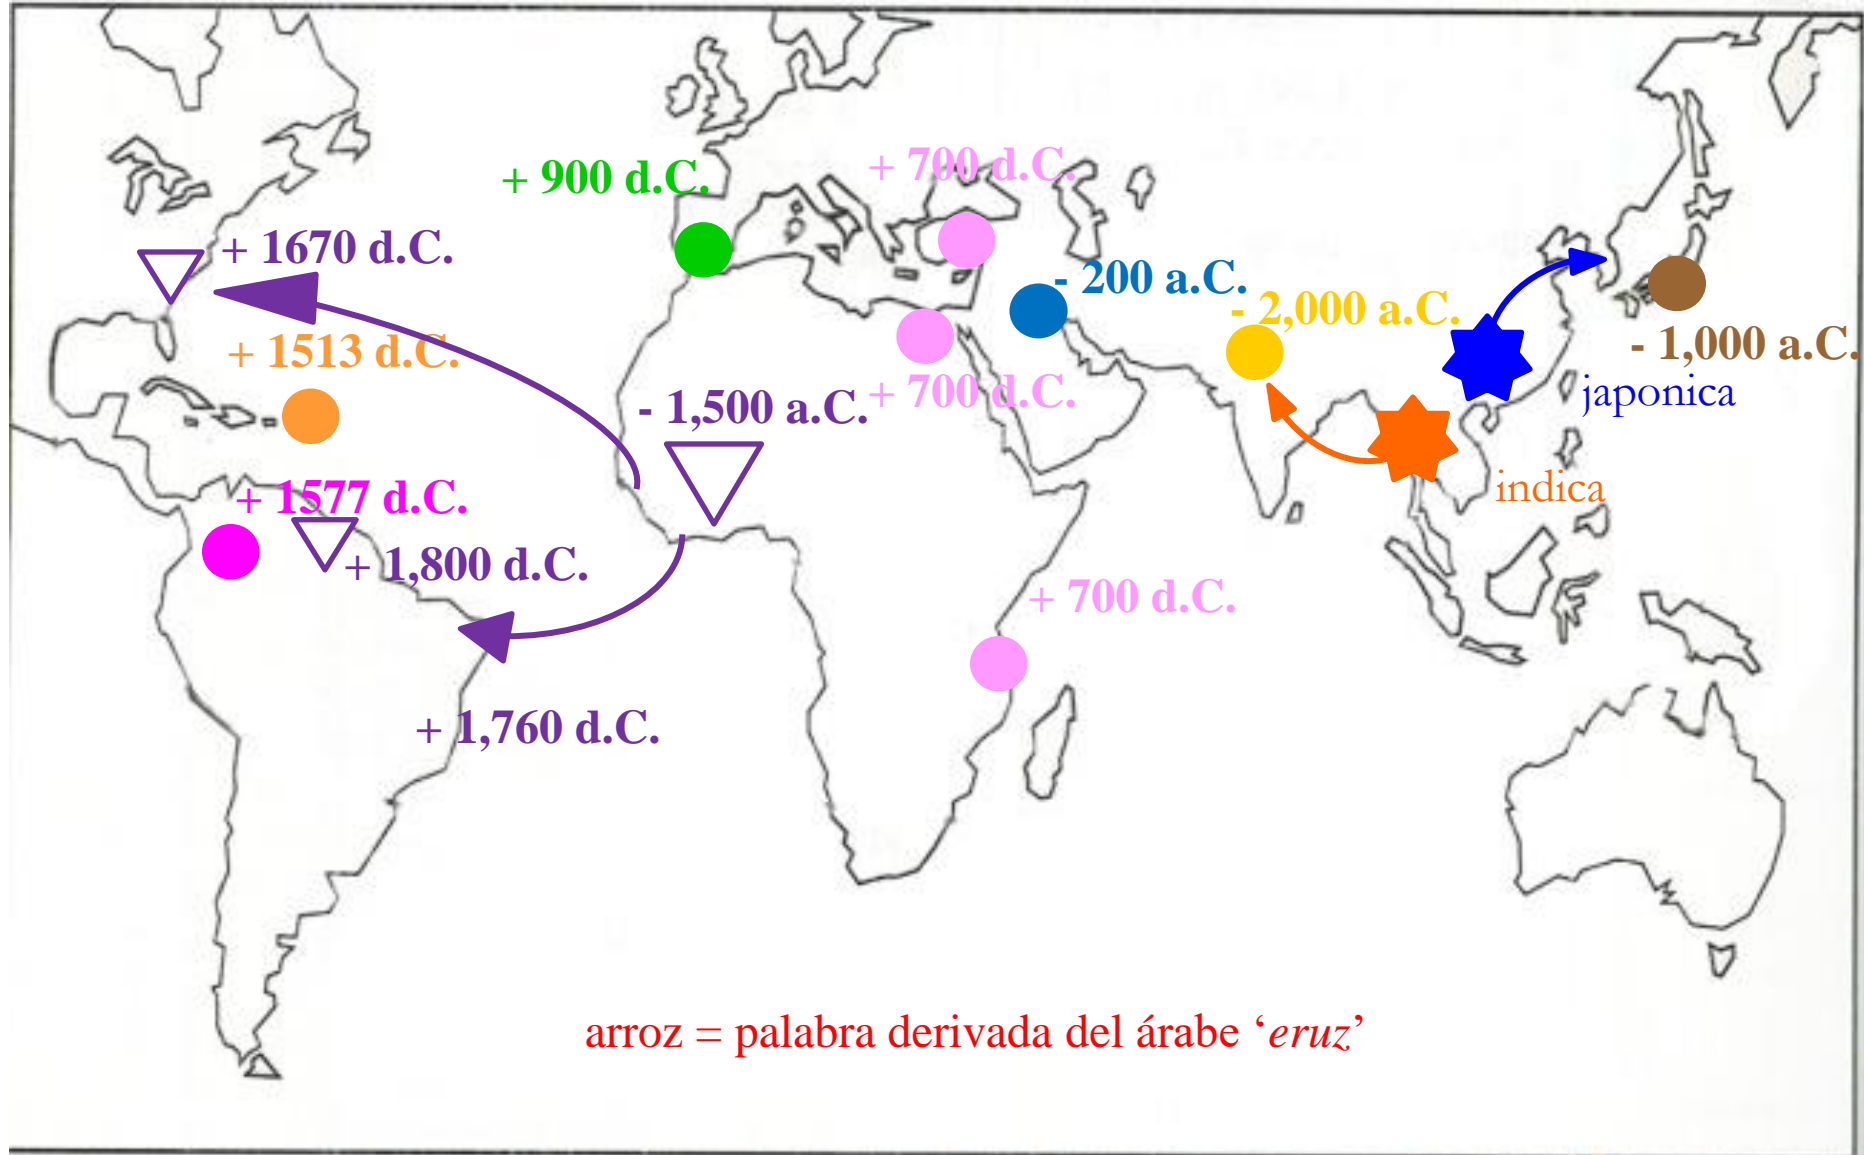 + 900 d.C.
+ 700 d.C.
+ 1670 d.C.
- 200 a.C.
- 2,000 a.C.
+ 1513 d.C.
- 1,000 a.C.
+ 700 d.C.
japonica
- 1,500 a.C.
indica
+ 1577 d.C.
+ 1,800 d.C.
+ 700 d.C.
+ 1,760 d.C.
arroz = palabra derivada del árabe ‘eruz’